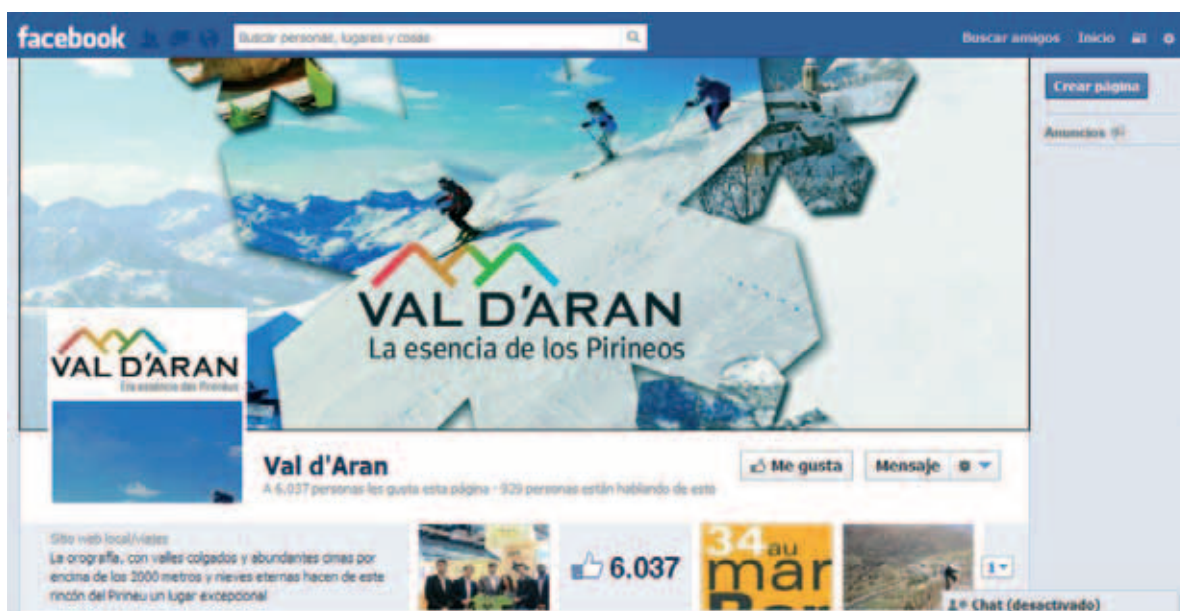 facebook
Buscar personas, lugares y cosas
Buscar amigos Inicio
Crear página
Anuncios
VAL D'ARAN
La esencia de los Pirineos
VAL D'ARAN
Val d'Aran
A 6.037 personas les gusta esta página · 929 personas están hablando de esto
Me gusta
Mensaje
Sitio web local/viajes
La orografía, con valles colgados y abundantes cimas por
encima de los 2000 metros y nieves eternas hacen de este
rincón del Pirineu un lugar excepcional
6.037
34 au
mar
Bar
1
Chat (desactivado)